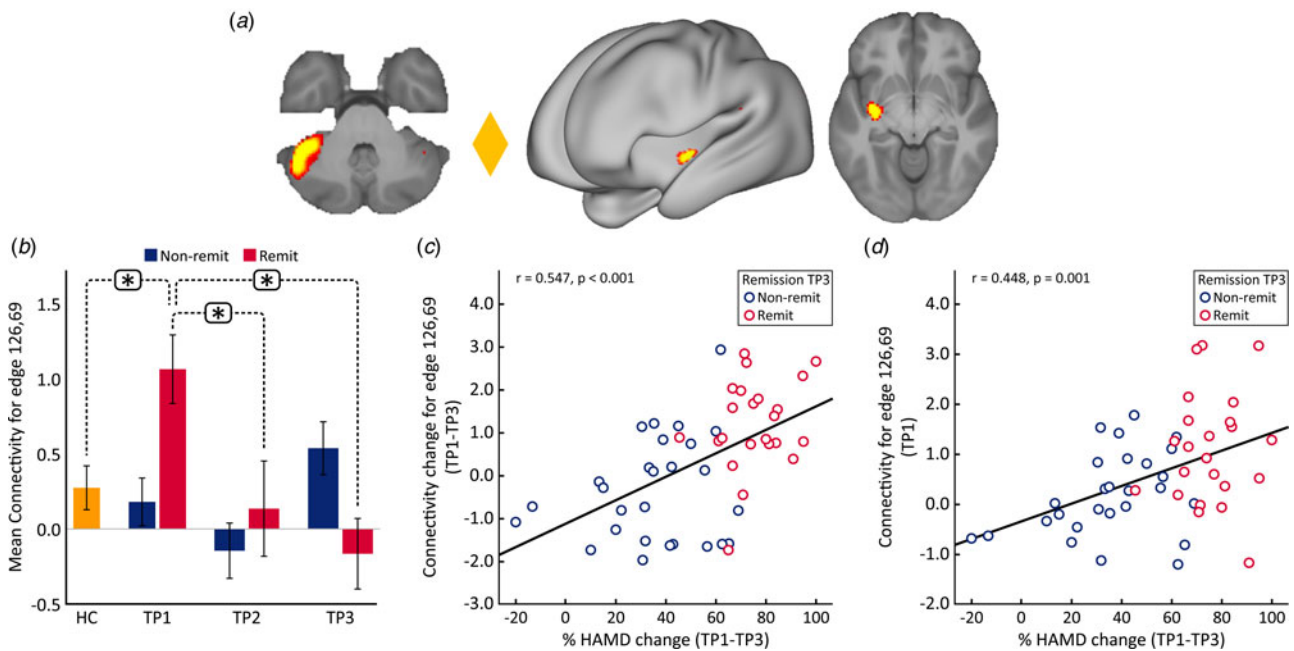 (a)
(b)
Non-remit
Remit
Mean Connectivity for edge 126,69
1.5
1.0
0.5
0.0
-0.5
*
*
*
HC
TP1
TP2
TP3
(c)
r = 0.547, p < 0.001
Remission TP3
Non-remit
Remit
Connectivity change for edge 126,69
(TP1-TP3)
4.0
3.0
2.0
1.0
0.0
-1.0
-2.0
-3.0
-20
0
20
40
60
80
100
% HAMD change (TP1-TP3)
(d)
r = 0.448, p = 0.001
Remission TP3
Non-remit
Remit
Connectivity for edge 126,69
(TP1)
4.0
3.0
2.0
1.0
0.0
-1.0
-2.0
-20
0
20
40
60
80
100
% HAMD change (TP1-TP3)